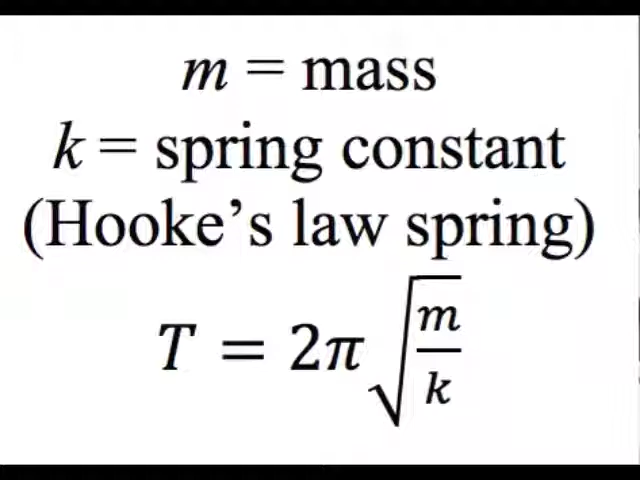 m = mass
k = spring constant
(Hooke’s law spring)
T = 2π√(m/k)